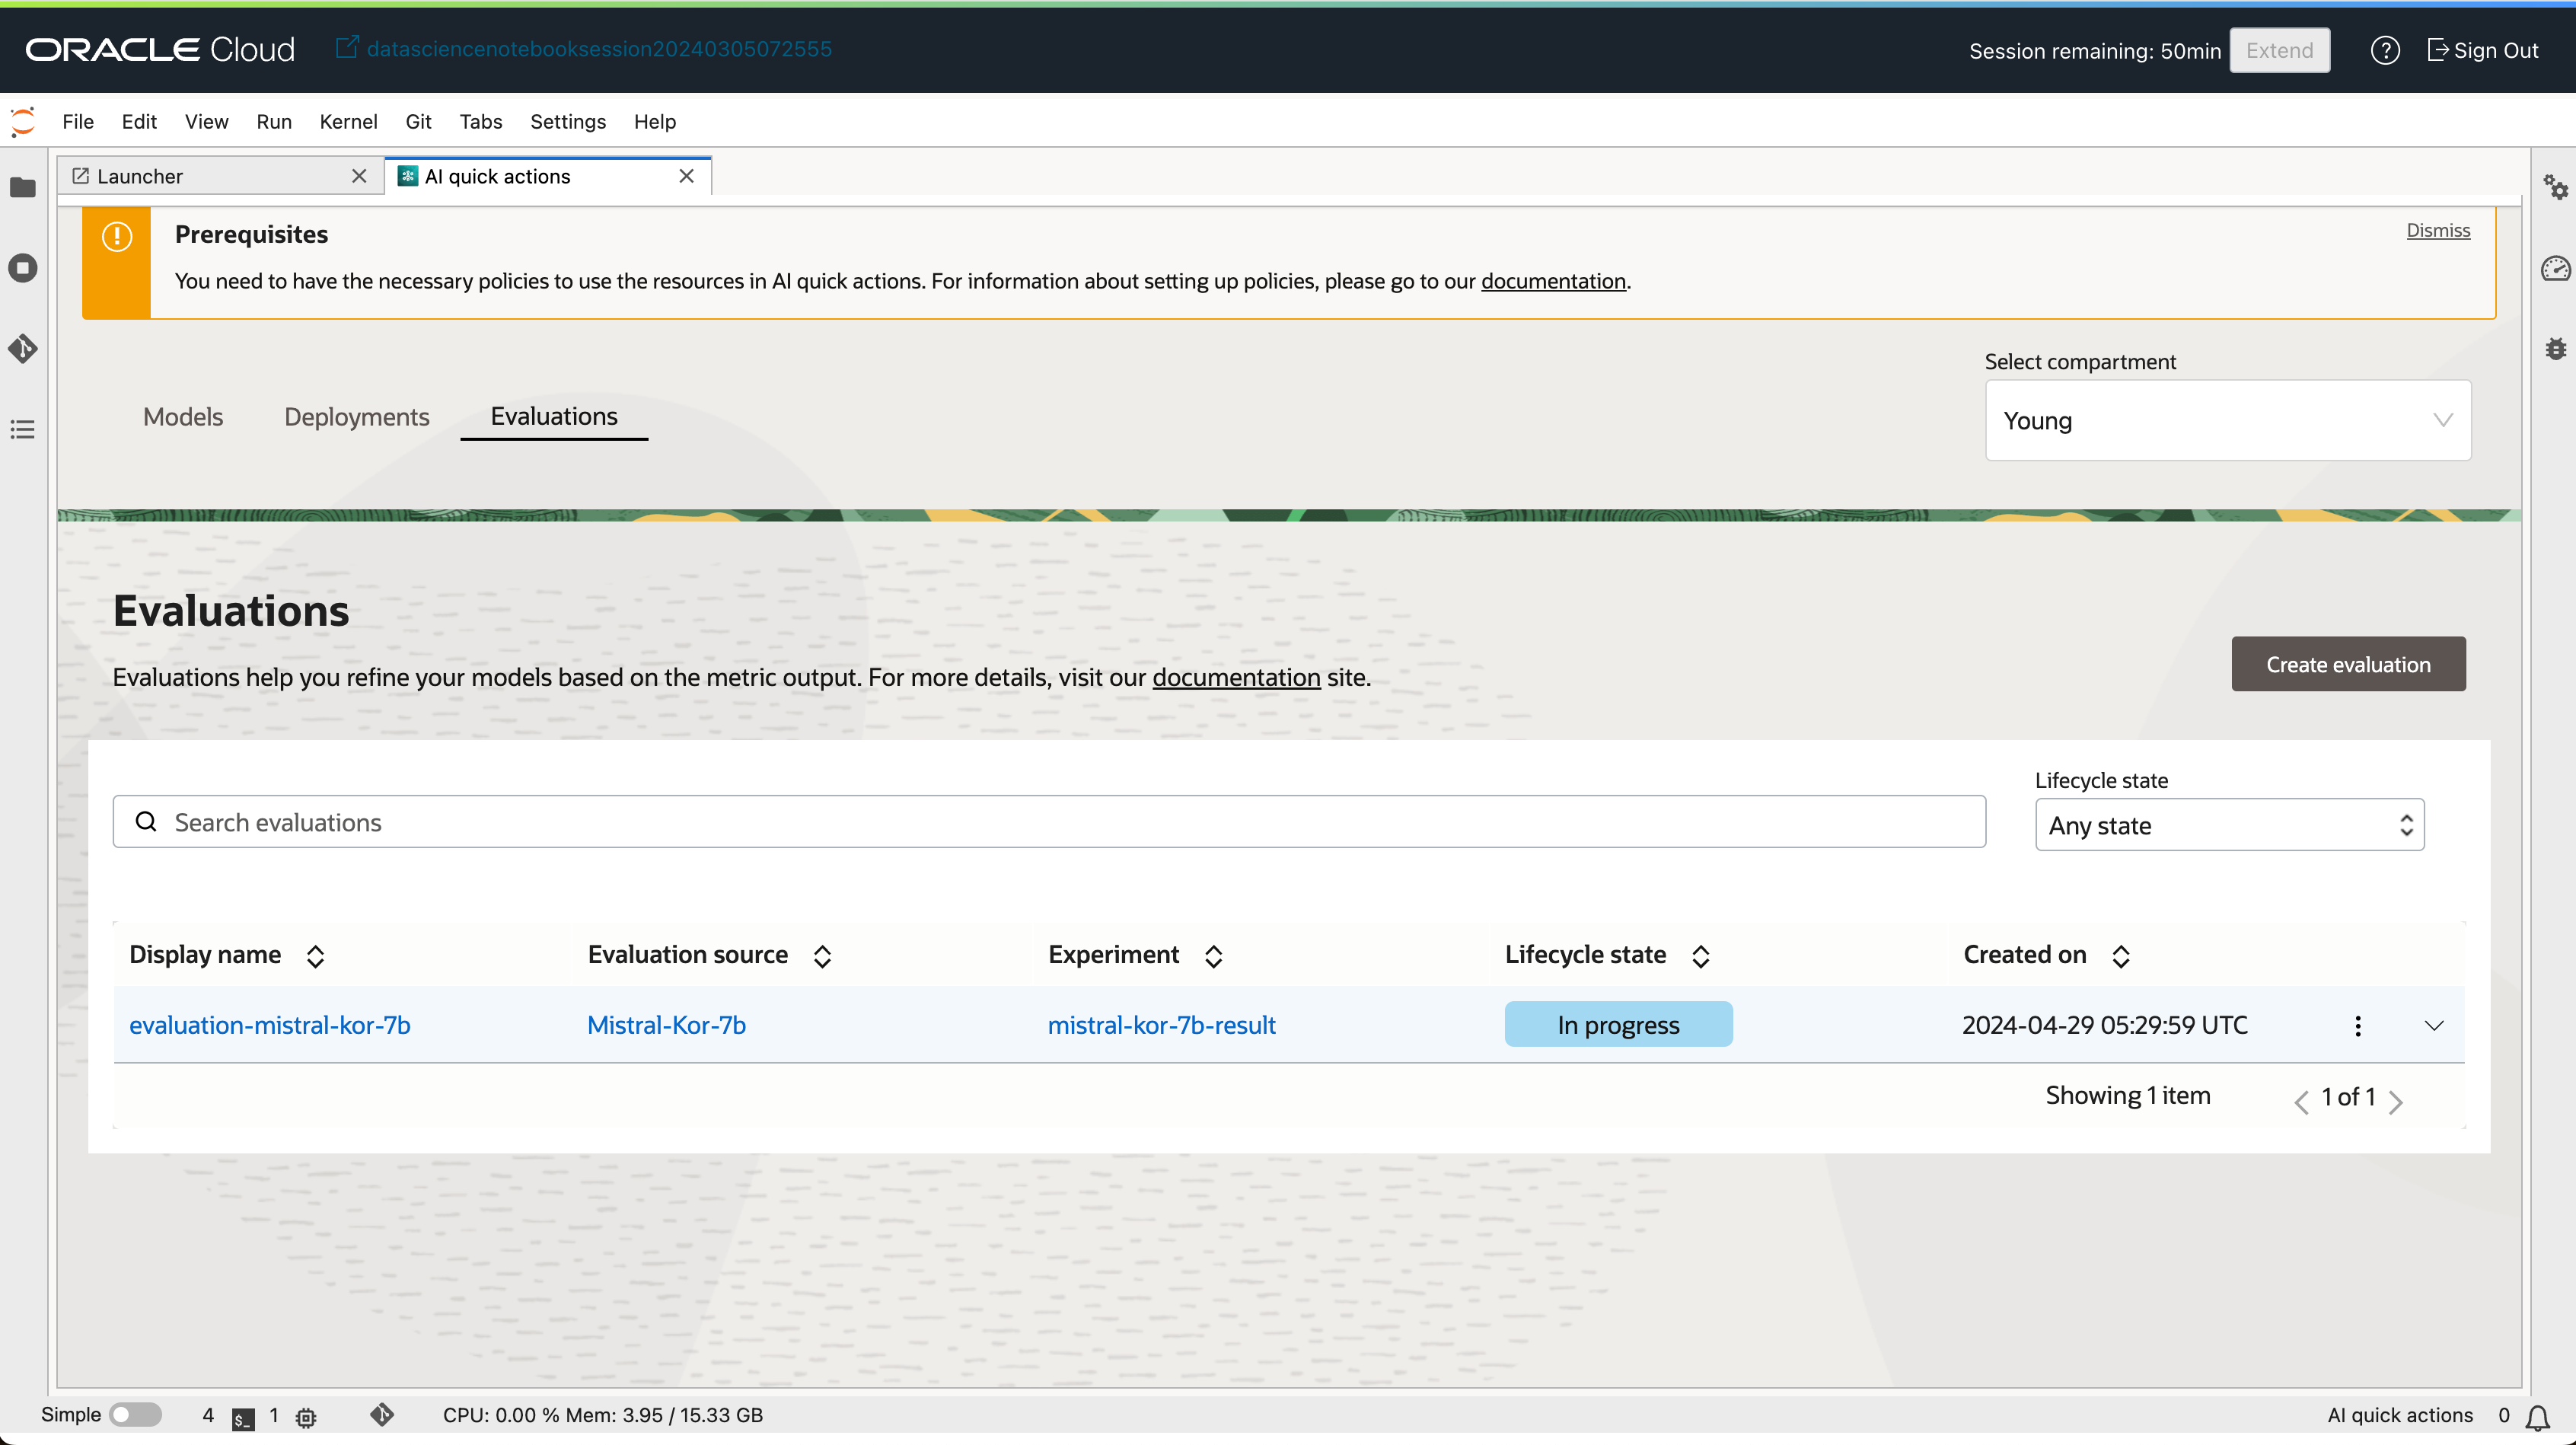 ORACLE Cloud datasciencenotebooksession20240305072555 Session remaining: 50min Extend Sign Out
File Edit View Run Kernel Git Tabs Settings Help
Launcher AI quick actions
Prerequisites Dismiss
You need to have the necessary policies to use the resources in AI quick actions. For information about setting up policies, please go to our documentation.
Select compartment
Models Deployments Evaluations Young
Evaluations
Create evaluation
Evaluations help you refine your models based on the metric output. For more details, visit our documentation site.
Lifecycle state
Search evaluations Any state
Display name Evaluation source Experiment Lifecycle state Created on
evaluation-mistral-kor-7b Mistral-Kor-7b mistral-kor-7b-result In progress 2024-04-29 05:29:59 UTC
Showing 1 item 1 of 1
Simple 4 $_ 1 CPU: 0.00 % Mem: 3.95 / 15.33 GB AI quick actions 0